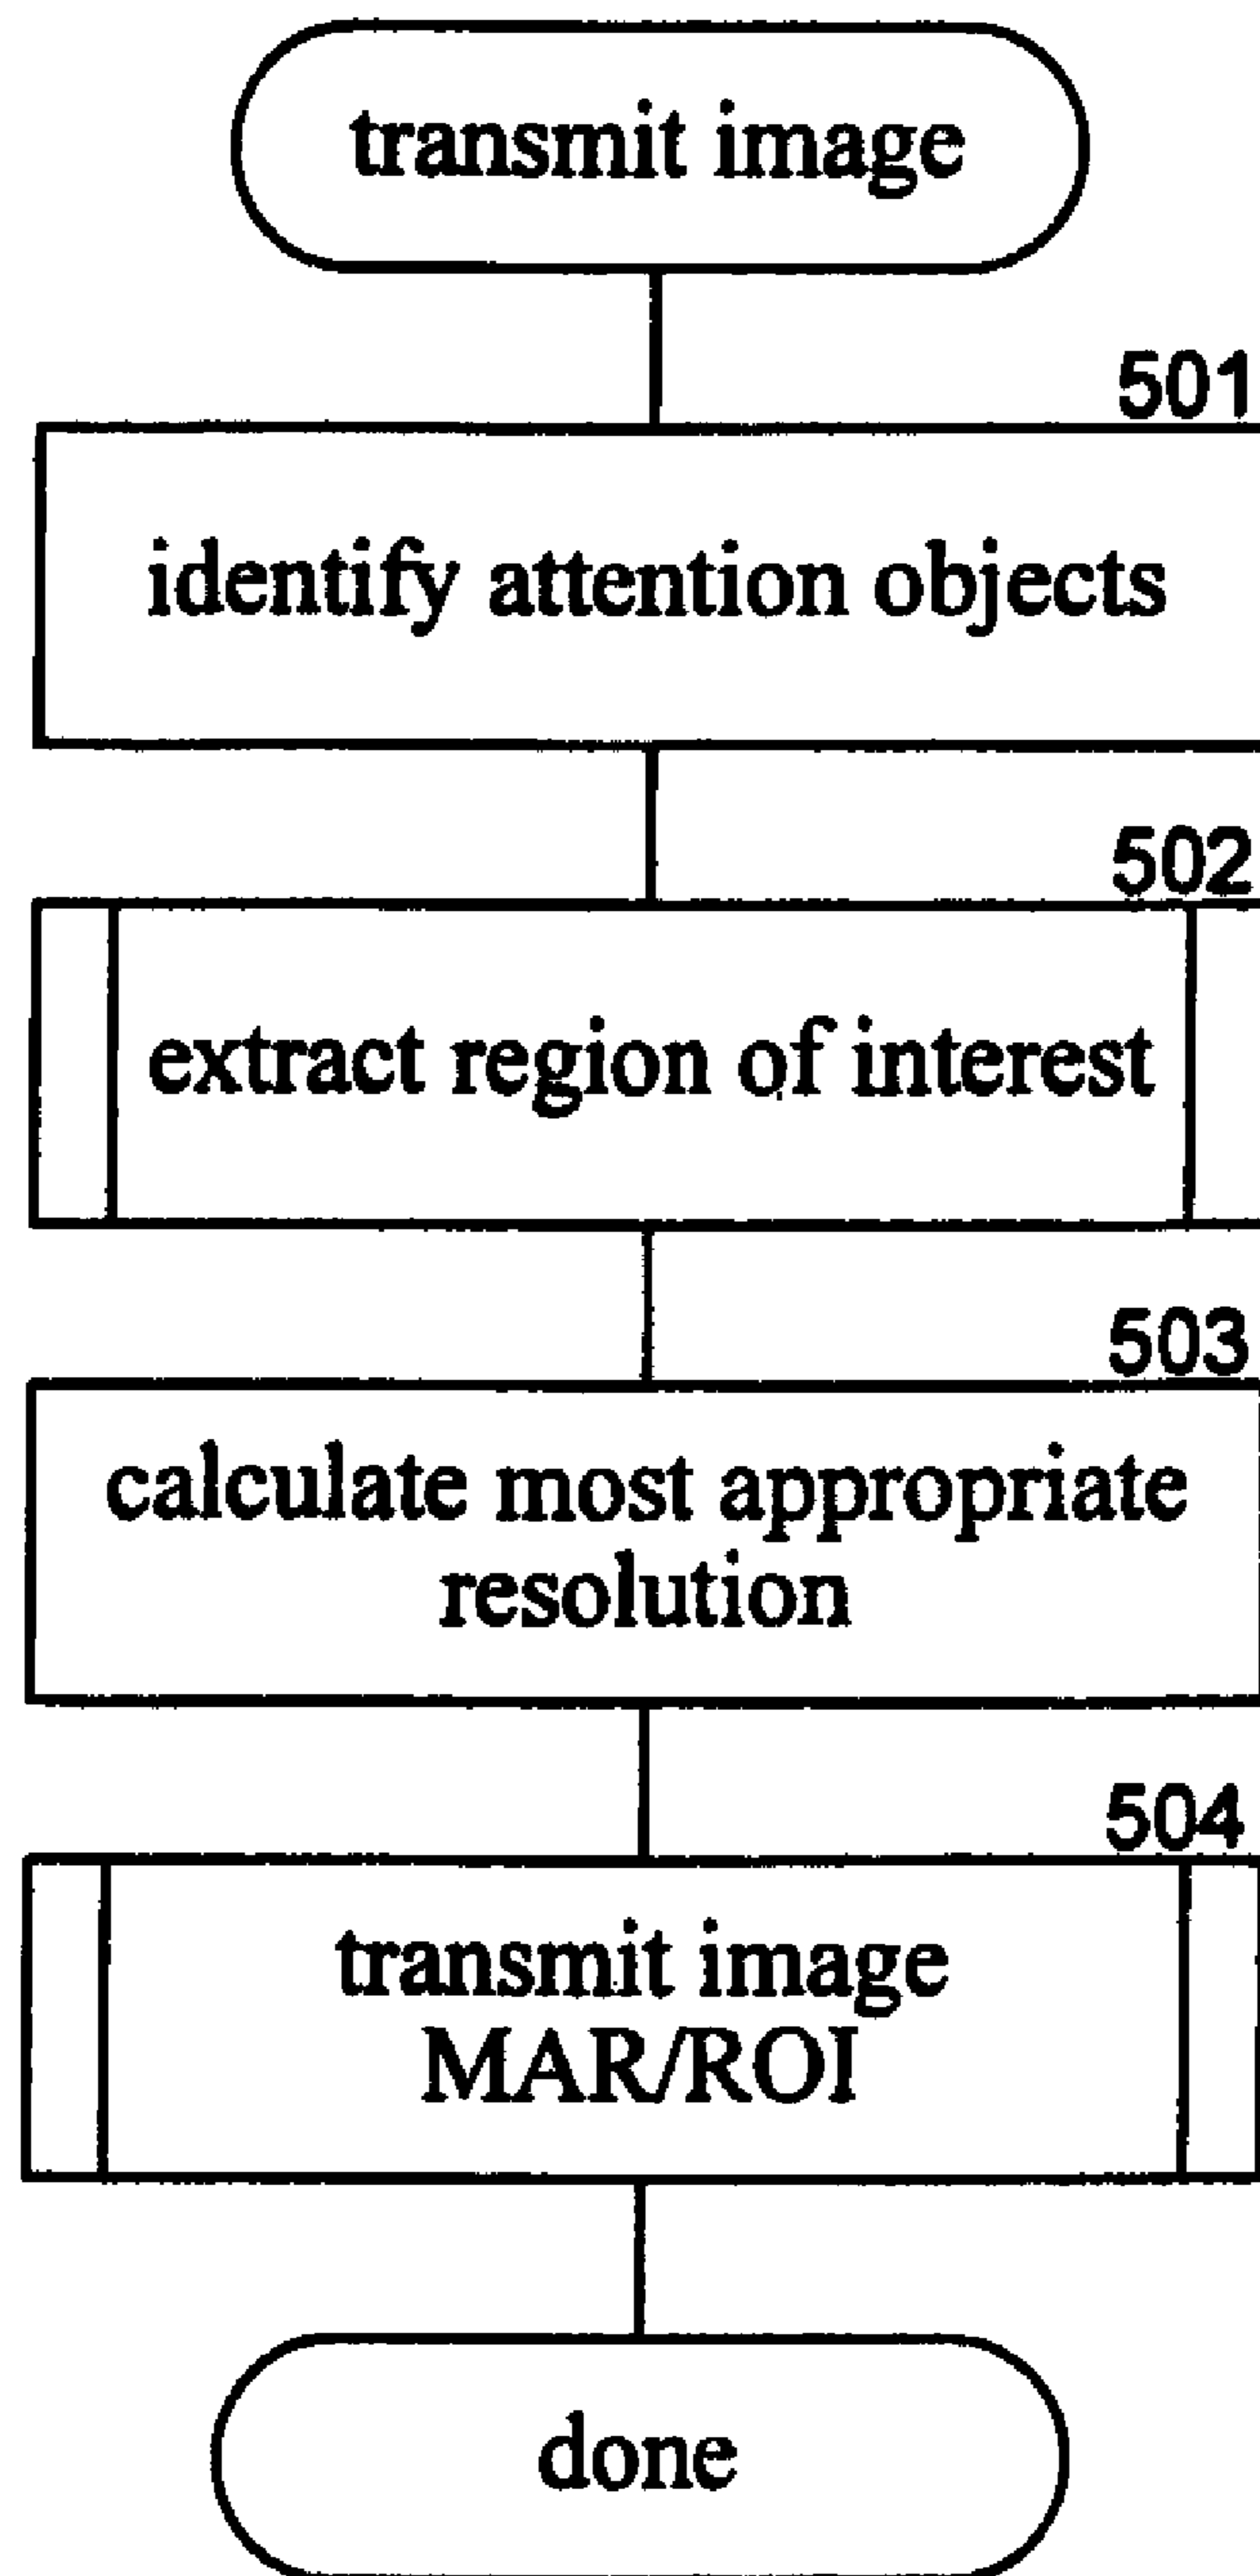 transmit image
501
identify attention objects
502
extract region of interest
503
calculate most appropriate
resolution
504
transmit image
MAR/ROI
done